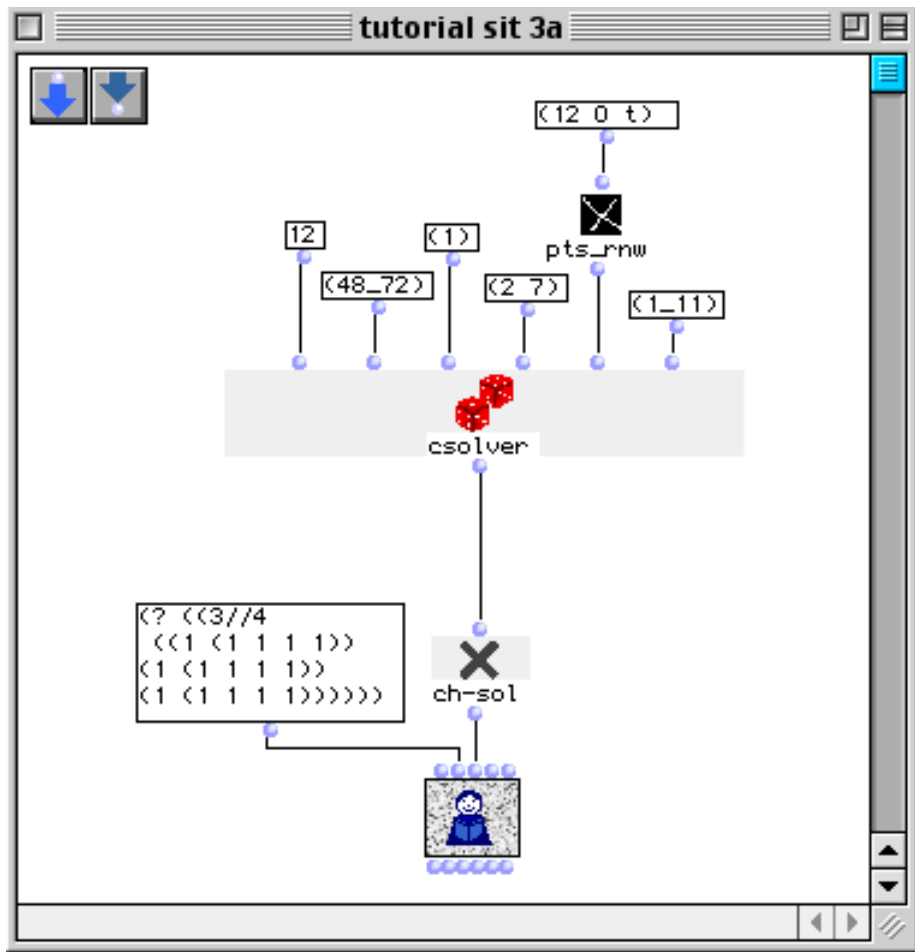 tutorial sit 3a
(12 0 t)
pts_rnw
12
(1)
(48_72)
(2 7)
(1_11)
csolver
(? ((3//4
((1 (1 1 1 1))
(1 (1 1 1 1))
(1 (1 1 1 1))))))
ch-sol